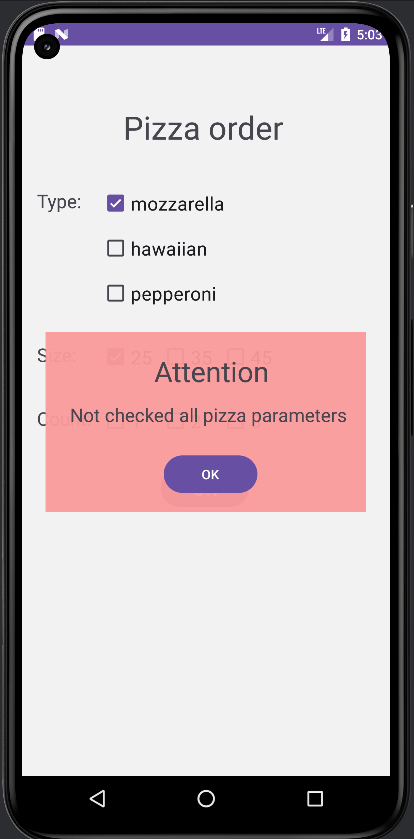 LTE 5:03
Pizza order
Type: mozzarella
hawaiian
pepperoni
Size: 25 35 45
Attention
Not checked all pizza parameters
OK